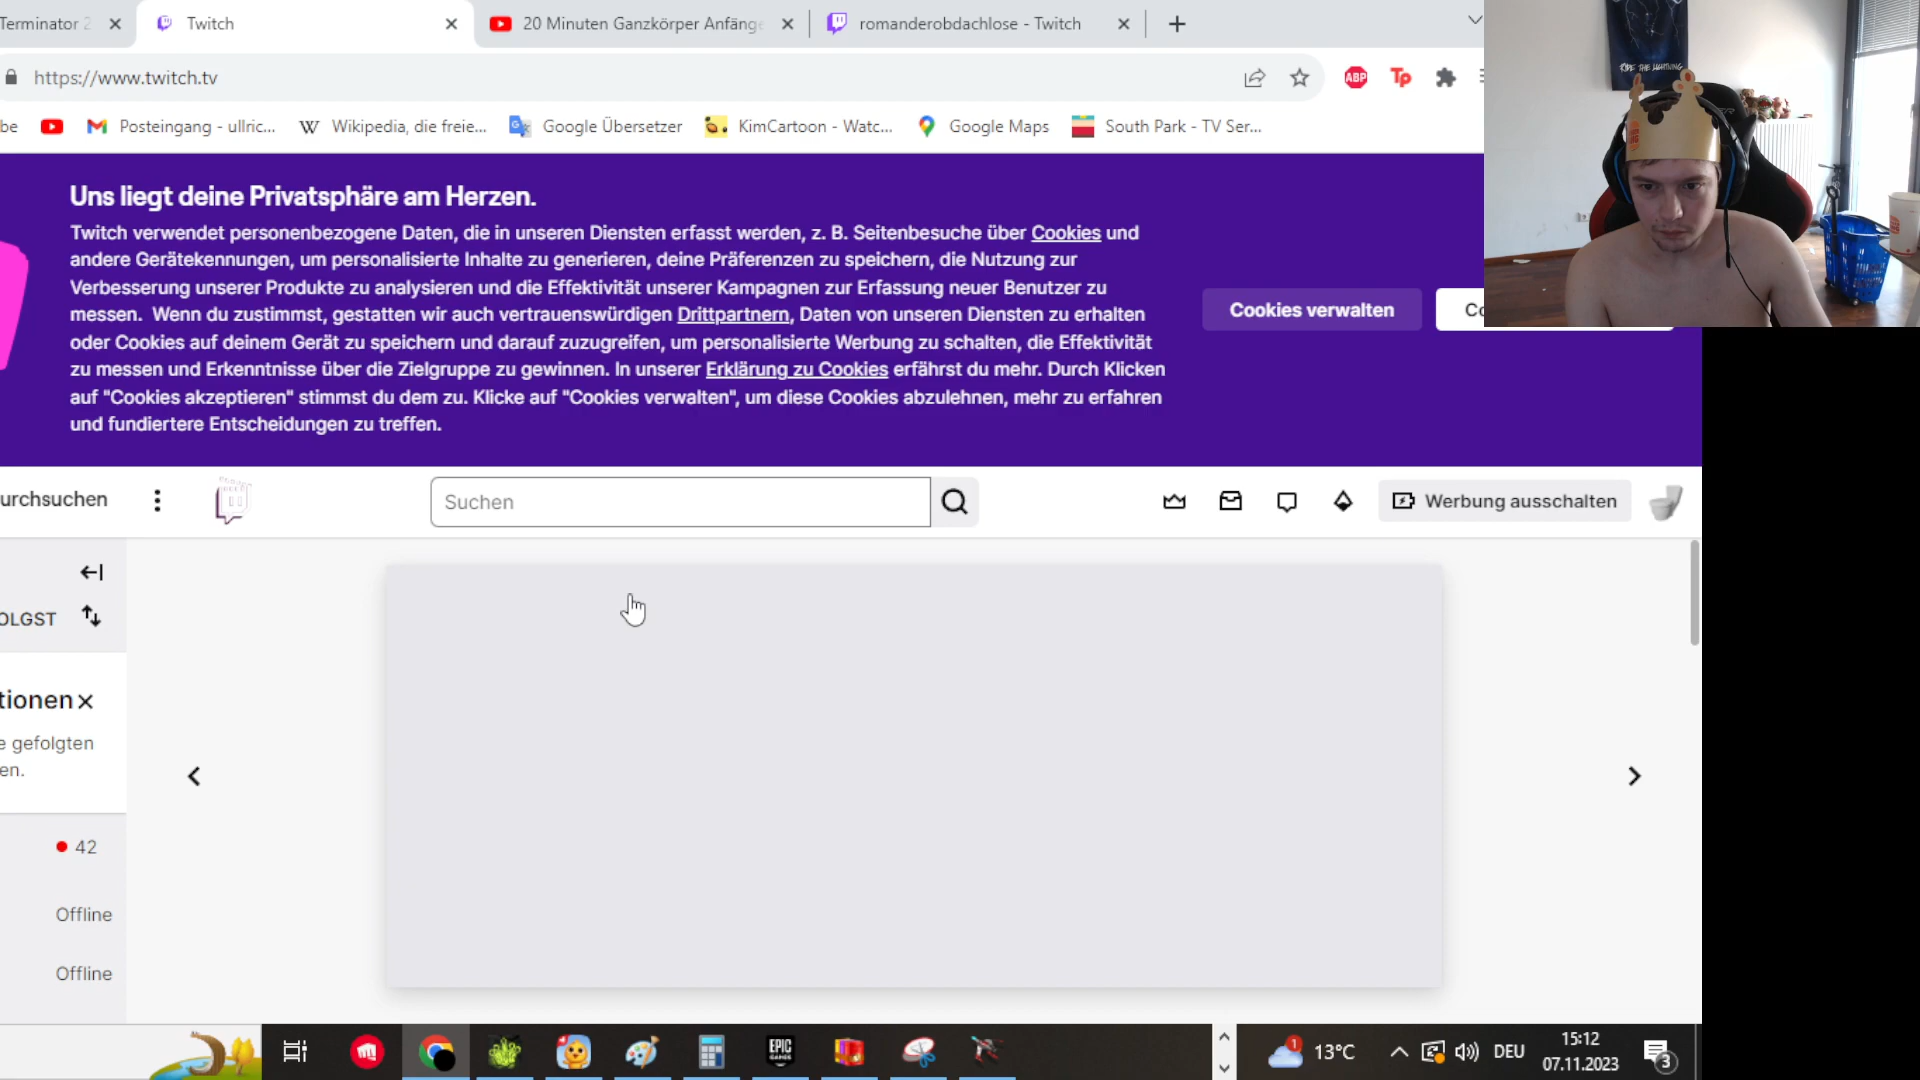 Terminator 2
Twitch
20 Minuten Ganzkörper Anfänge
romanderobdachlose - Twitch
https://www.twitch.tv
ABP
Tp
be
Posteingang - ullric...
Wikipedia, die freie...
Google Übersetzer
KimCartoon - Watc...
Google Maps
South Park - TV Ser...
RIDE THE LIGHTNING
Uns liegt deine Privatsphäre am Herzen.
Twitch verwendet personenbezogene Daten, die in unseren Diensten erfasst werden, z. B. Seitenbesuche über Cookies und
andere Gerätekennungen, um personalisierte Inhalte zu generieren, deine Präferenzen zu speichern, die Nutzung zur
Verbesserung unserer Produkte zu analysieren und die Effektivität unserer Kampagnen zur Erfassung neuer Benutzer zu
messen. Wenn du zustimmst, gestatten wir auch vertrauenswürdigen Drittpartnern, Daten von unseren Diensten zu erhalten
oder Cookies auf deinem Gerät zu speichern und darauf zuzugreifen, um personalisierte Werbung zu schalten, die Effektivität
zu messen und Erkenntnisse über die Zielgruppe zu gewinnen. In unserer Erklärung zu Cookies erfährst du mehr. Durch Klicken
auf "Cookies akzeptieren" stimmst du dem zu. Klicke auf "Cookies verwalten", um diese Cookies abzulehnen, mehr zu erfahren
und fundiertere Entscheidungen zu treffen.
Cookies verwalten
Co
urchsuchen
Suchen
Werbung ausschalten
OLGST
tionen
e gefolgten
en.
42
Offline
Offline
EPIC
GAMES
1
13°C
DEU
15:12
07.11.2023
3